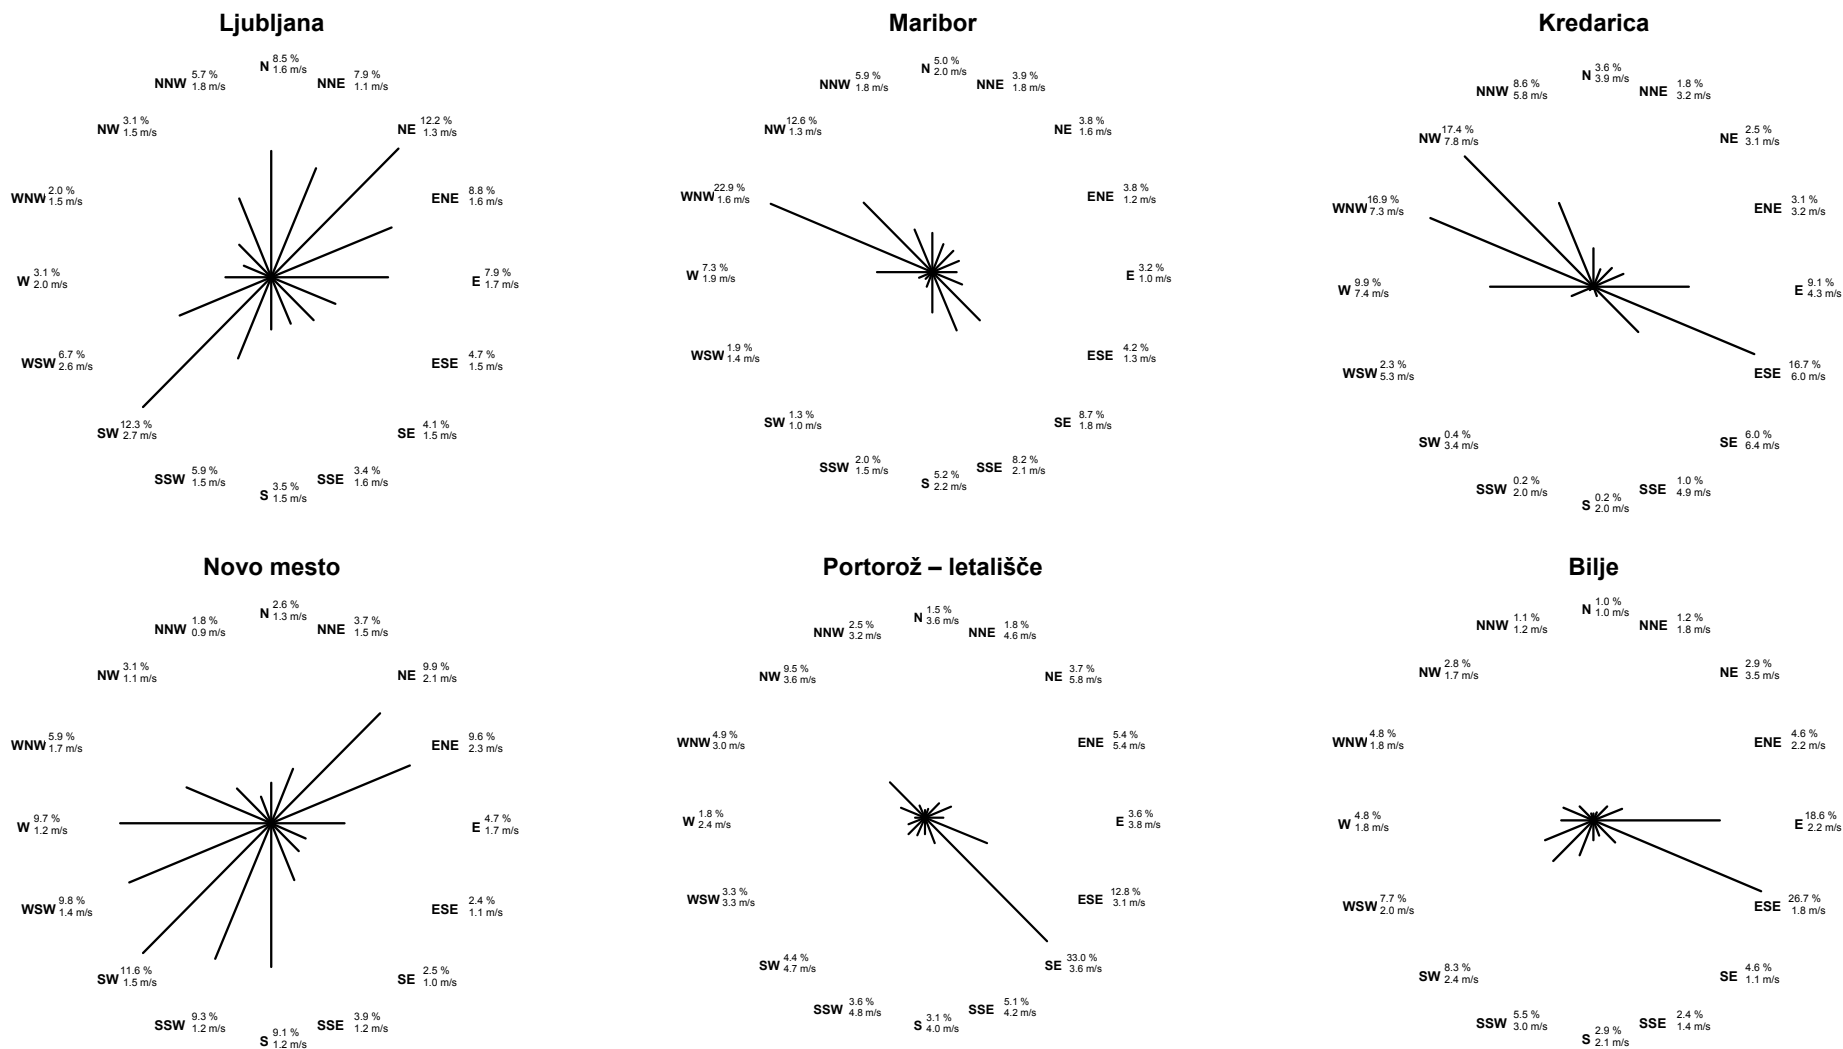 Ljubljana
N 8.5 %
1.6 m/s
NNE 7.9 %
1.1 m/s
NE 12.2 %
1.3 m/s
ENE 8.8 %
1.6 m/s
E 7.9 %
1.7 m/s
ESE 4.7 %
1.5 m/s
SE 4.1 %
1.5 m/s
SSE 3.4 %
1.6 m/s
S 3.5 %
1.5 m/s
SSW 5.9 %
1.5 m/s
SW 12.3 %
2.7 m/s
WSW 6.7 %
2.6 m/s
W 3.1 %
2.0 m/s
WNW 2.0 %
1.5 m/s
NW 3.1 %
1.5 m/s
NNW 5.7 %
1.8 m/s
Maribor
N 5.0 %
2.0 m/s
NNE 3.9 %
1.8 m/s
NE 3.8 %
1.6 m/s
ENE 3.8 %
1.2 m/s
E 3.2 %
1.0 m/s
ESE 4.2 %
1.3 m/s
SE 8.7 %
1.8 m/s
SSE 8.2 %
2.1 m/s
S 5.2 %
2.2 m/s
SSW 2.0 %
1.5 m/s
SW 1.3 %
1.0 m/s
WSW 1.9 %
1.4 m/s
W 7.3 %
1.9 m/s
WNW 22.9 %
1.6 m/s
NW 12.6 %
1.3 m/s
NNW 5.9 %
1.8 m/s
Kredarica
N 3.6 %
3.9 m/s
NNE 1.8 %
3.2 m/s
NE 2.5 %
3.1 m/s
ENE 3.1 %
3.2 m/s
E 9.1 %
4.3 m/s
ESE 16.7 %
6.0 m/s
SE 6.0 %
6.4 m/s
SSE 1.0 %
4.9 m/s
S 0.2 %
2.0 m/s
SSW 0.2 %
2.0 m/s
SW 0.4 %
3.4 m/s
WSW 2.3 %
5.3 m/s
W 9.9 %
7.4 m/s
WNW 16.9 %
7.3 m/s
NW 17.4 %
7.8 m/s
NNW 8.6 %
5.8 m/s
Novo mesto
N 2.6 %
1.3 m/s
NNE 3.7 %
1.5 m/s
NE 9.9 %
2.1 m/s
ENE 9.6 %
2.3 m/s
E 4.7 %
1.7 m/s
ESE 2.4 %
1.1 m/s
SE 2.5 %
1.0 m/s
SSE 3.9 %
1.2 m/s
S 9.1 %
1.2 m/s
SSW 9.3 %
1.2 m/s
SW 11.6 %
1.5 m/s
WSW 9.8 %
1.4 m/s
W 9.7 %
1.2 m/s
WNW 5.9 %
1.7 m/s
NW 3.1 %
1.1 m/s
NNW 1.8 %
0.9 m/s
Portorož – letališče
N 1.5 %
3.6 m/s
NNE 1.8 %
4.6 m/s
NE 3.7 %
5.8 m/s
ENE 5.4 %
5.4 m/s
E 3.6 %
3.8 m/s
ESE 12.8 %
3.1 m/s
SE 33.0 %
3.6 m/s
SSE 5.1 %
4.2 m/s
S 3.1 %
4.0 m/s
SSW 3.6 %
4.8 m/s
SW 4.4 %
4.7 m/s
WSW 3.3 %
3.3 m/s
W 1.8 %
2.4 m/s
WNW 4.9 %
3.0 m/s
NW 9.5 %
3.6 m/s
NNW 2.5 %
3.2 m/s
Bilje
N 1.0 %
1.0 m/s
NNE 1.2 %
1.8 m/s
NE 2.9 %
3.5 m/s
ENE 4.6 %
2.2 m/s
E 18.6 %
2.2 m/s
ESE 26.7 %
1.8 m/s
SE 4.6 %
1.1 m/s
SSE 2.4 %
1.4 m/s
S 2.9 %
2.1 m/s
SSW 5.5 %
3.0 m/s
SW 8.3 %
2.4 m/s
WSW 7.7 %
2.0 m/s
W 4.8 %
1.8 m/s
WNW 4.8 %
1.8 m/s
NW 2.8 %
1.7 m/s
NNW 1.1 %
1.2 m/s